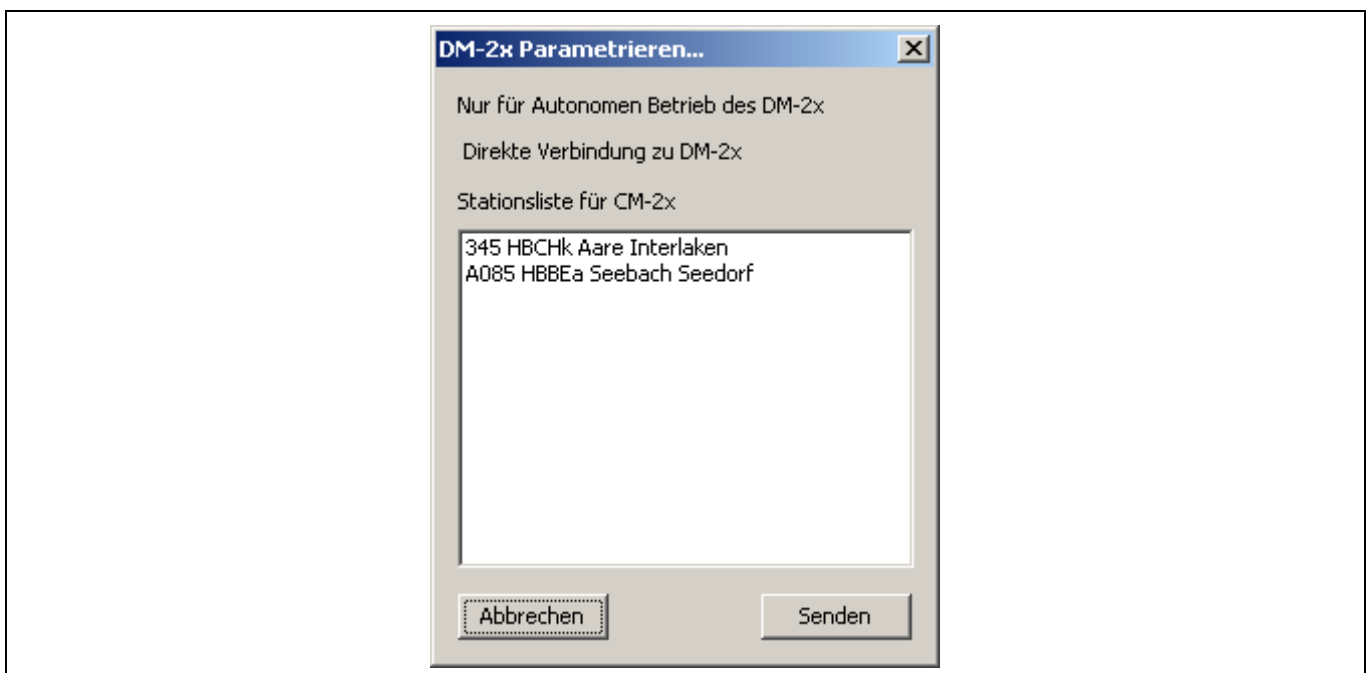 DM-2x Parametrieren...
Nur für Autonomen Betrieb des DM-2x
Direkte Verbindung zu DM-2x
Stationsliste für CM-2x
345 HBCHk Aare Interlaken
A085 HBBEa Seebach Seedorf
Abbrechen Senden